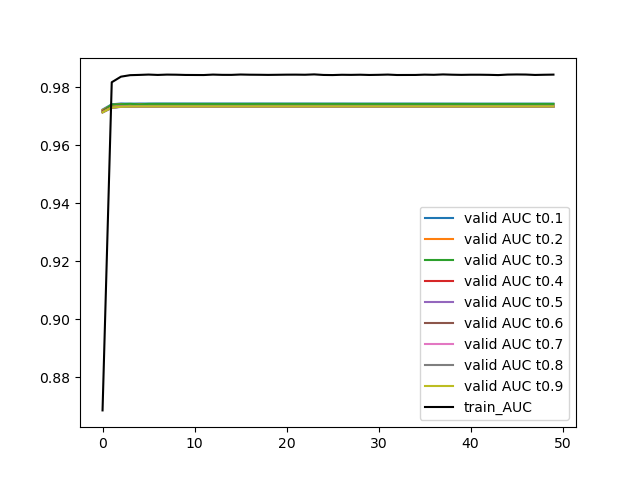 0.98
0.96
0.94
0.92
0.90
0.88
0
10
20
30
40
50
valid AUC t0.1
valid AUC t0.2
valid AUC t0.3
valid AUC t0.4
valid AUC t0.5
valid AUC t0.6
valid AUC t0.7
valid AUC t0.8
valid AUC t0.9
train_AUC